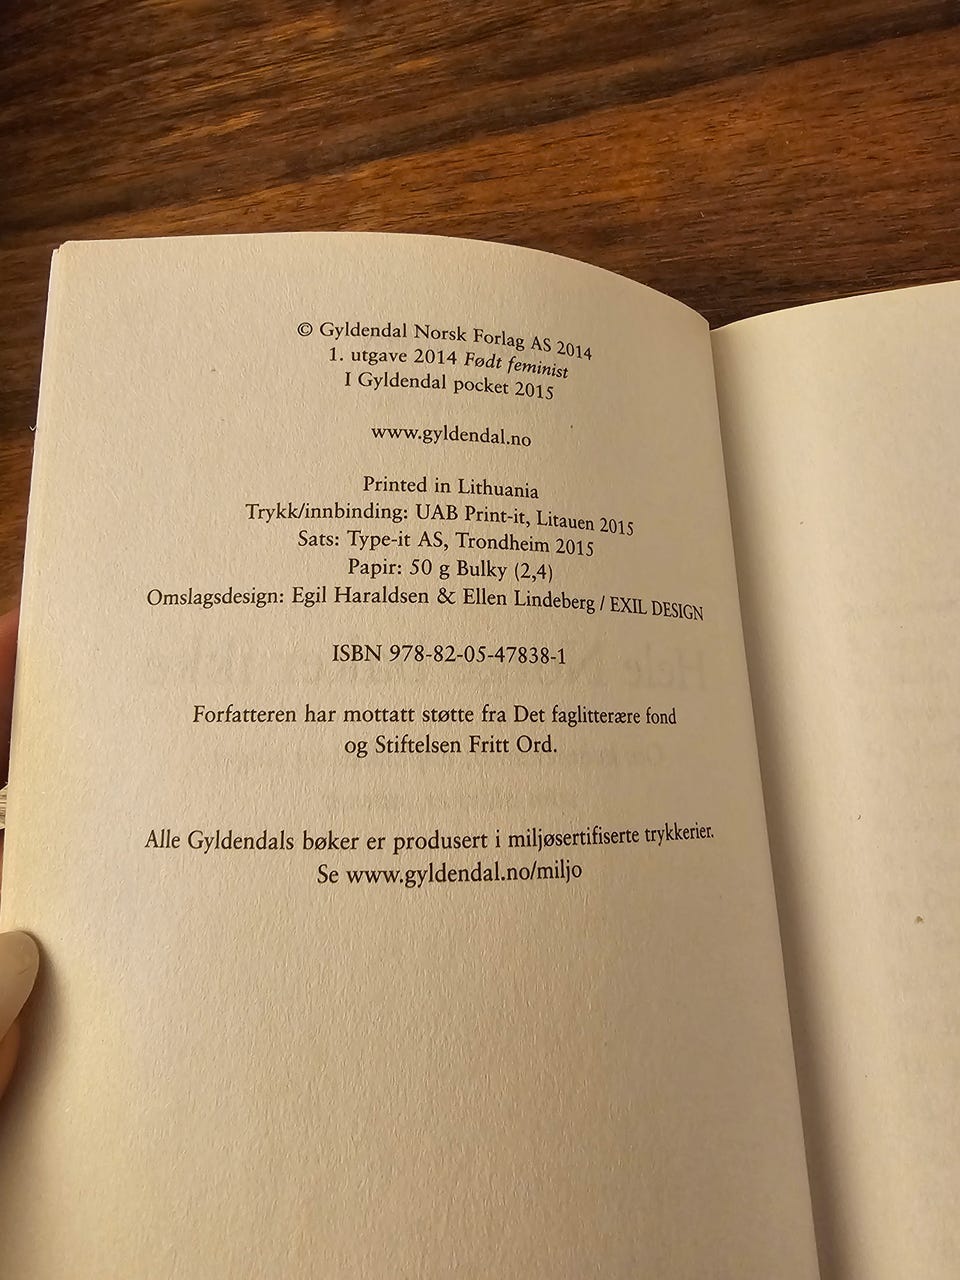 © Gyldendal Norsk Forlag AS 2014
1. utgave 2014 Født feminist
I Gyldendal pocket 2015
www.gyldendal.no
Printed in Lithuania
Trykk/innbinding: UAB Print-it, Litauen 2015
Sats: Type-it AS, Trondheim 2015
Papir: 50 g Bulky (2,4)
Omslagsdesign: Egil Haraldsen & Ellen Lindeberg / EXIL DESIGN
ISBN 978-82-05-47838-1
Forfatteren har mottatt støtte fra Det faglitterære fond
og Stiftelsen Fritt Ord.
Alle Gyldendals bøker er produsert i miljøsertifiserte trykkerier.
Se www.gyldendal.no/miljo